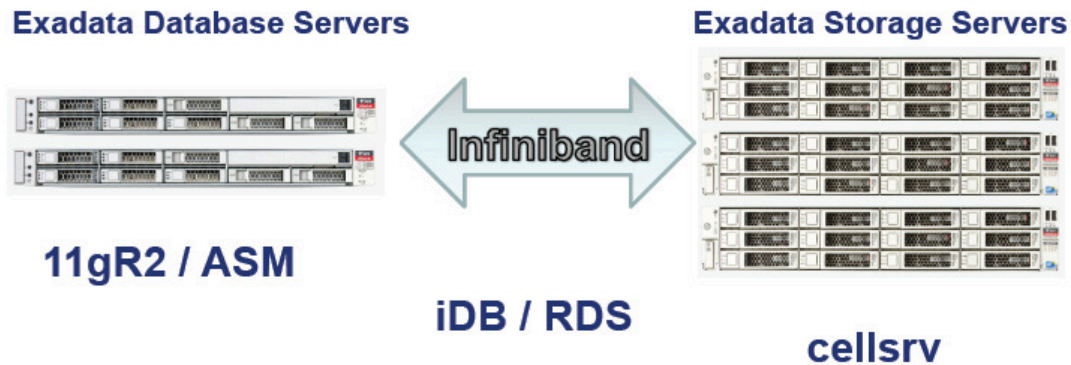 Exadata Database Servers
Exadata Storage Servers
Infiniband
11gR2 / ASM
iDB / RDS
cellsrv